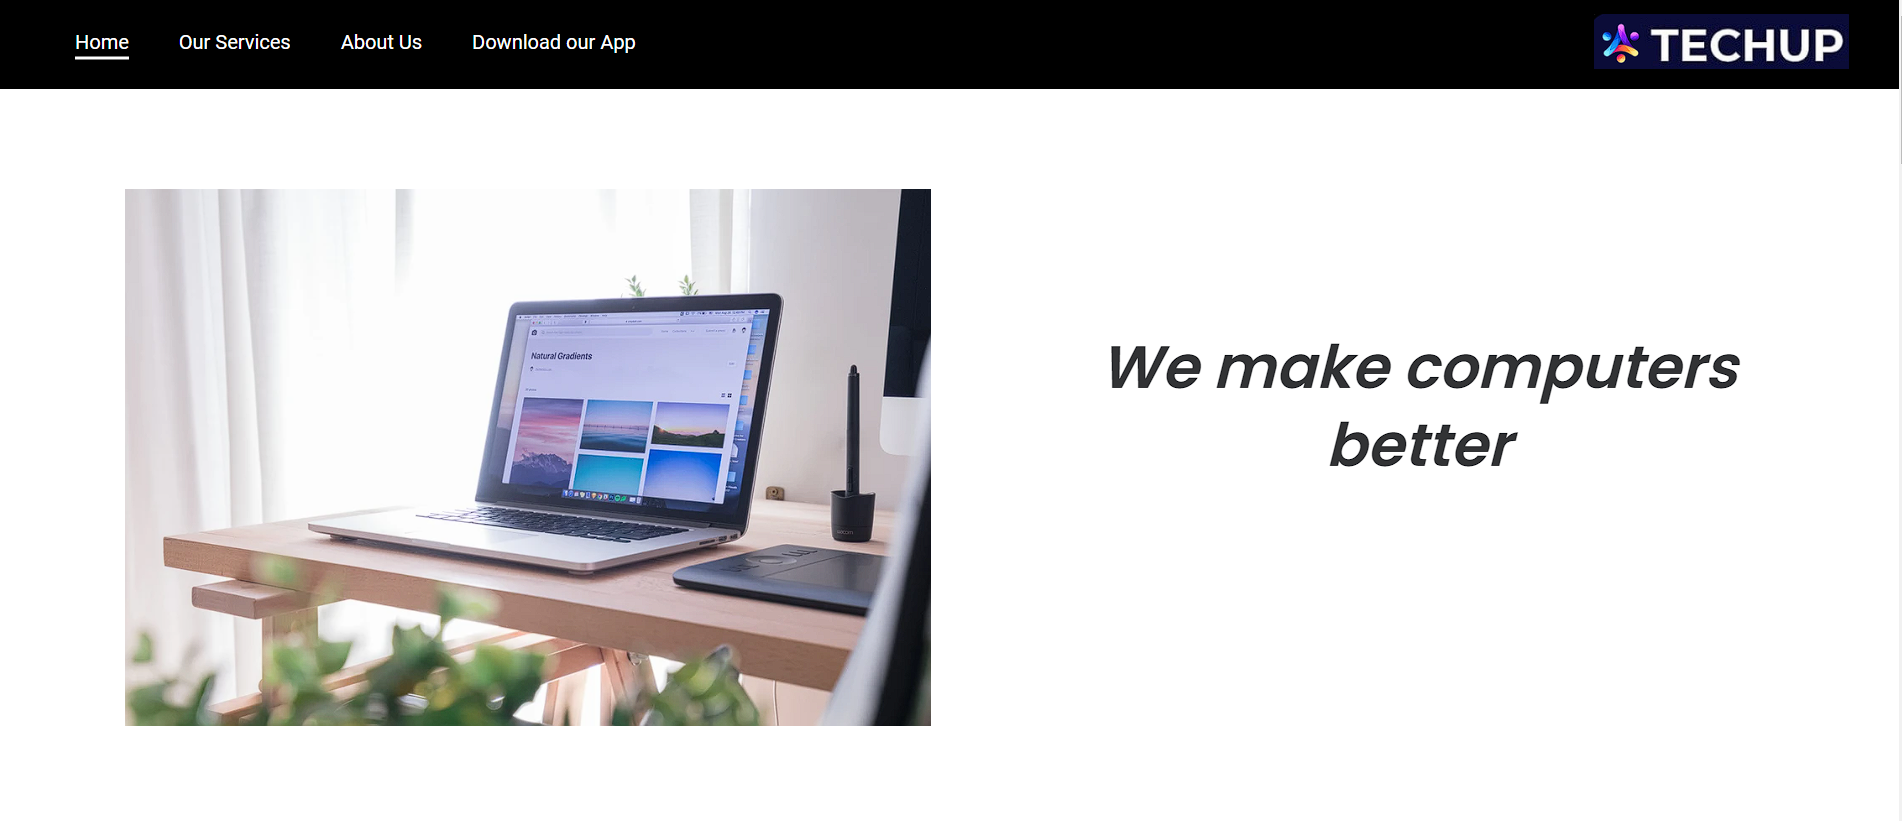 Home Our Services About Us Download our App
TECHUP
Natural Gradients
We make computers
better